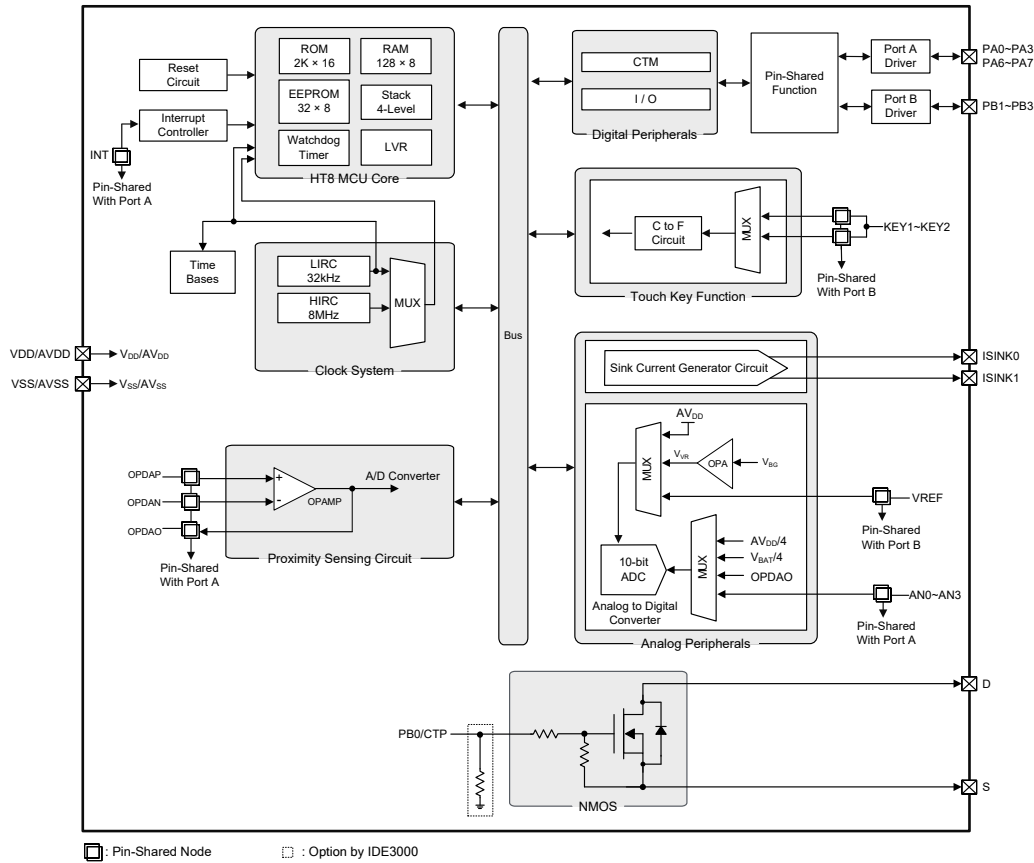 Reset
Circuit
Interrupt
Controller
INT
Pin-Shared
With Port A
ROM
2K × 16
RAM
128 × 8
EEPROM
32 × 8
Stack
4-Level
Watchdog
Timer
LVR
HT8 MCU Core
Time
Bases
LIRC
32kHz
HIRC
8MHz
MUX
Clock System
VDD/AVDD
VDD/AVDD
VSS/AVSS
VSS/AVSS
OPDAP
OPDAN
OPDAO
+
-
OPAMP
A/D Converter
Pin-Shared
With Port A
Proximity Sensing Circuit
Bus
CTM
I / O
Digital Peripherals
Pin-Shared
Function
Port A
Driver
Port B
Driver
PA0~PA3
PA6~PA7
PB1~PB3
C to F
Circuit
MUX
KEY1~KEY2
Pin-Shared
With Port B
Touch Key Function
Sink Current Generator Circuit
ISINK0
ISINK1
AVDD
MUX
VVR
OPA
VBG
VREF
Pin-Shared
With Port B
10-bit
ADC
MUX
AVDD/4
VBAT/4
OPDAO
AN0~AN3
Pin-Shared
With Port A
Analog to Digital
Converter
Analog Peripherals
PB0/CTP
NMOS
D
S
: Pin-Shared Node
: Option by IDE3000